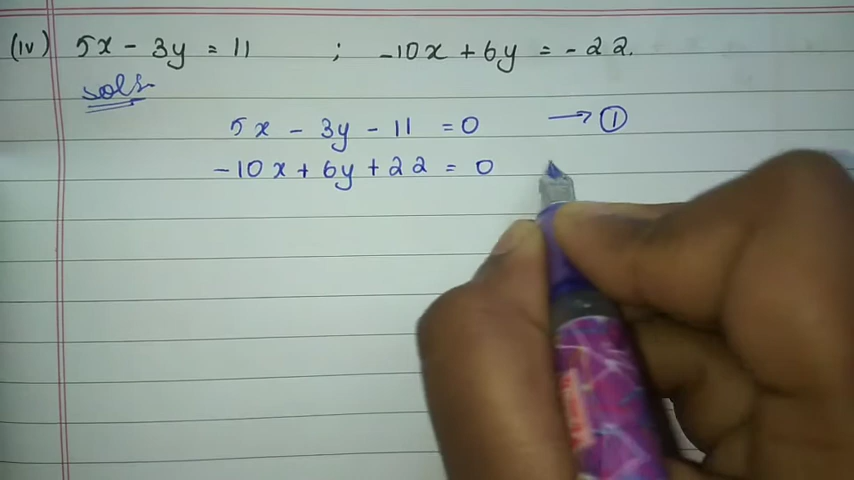 (iv) 5x - 3y = 11 ; -10x + 6y = -22.
soln
5x - 3y - 11 = 0 → ①
-10x + 6y + 22 = 0